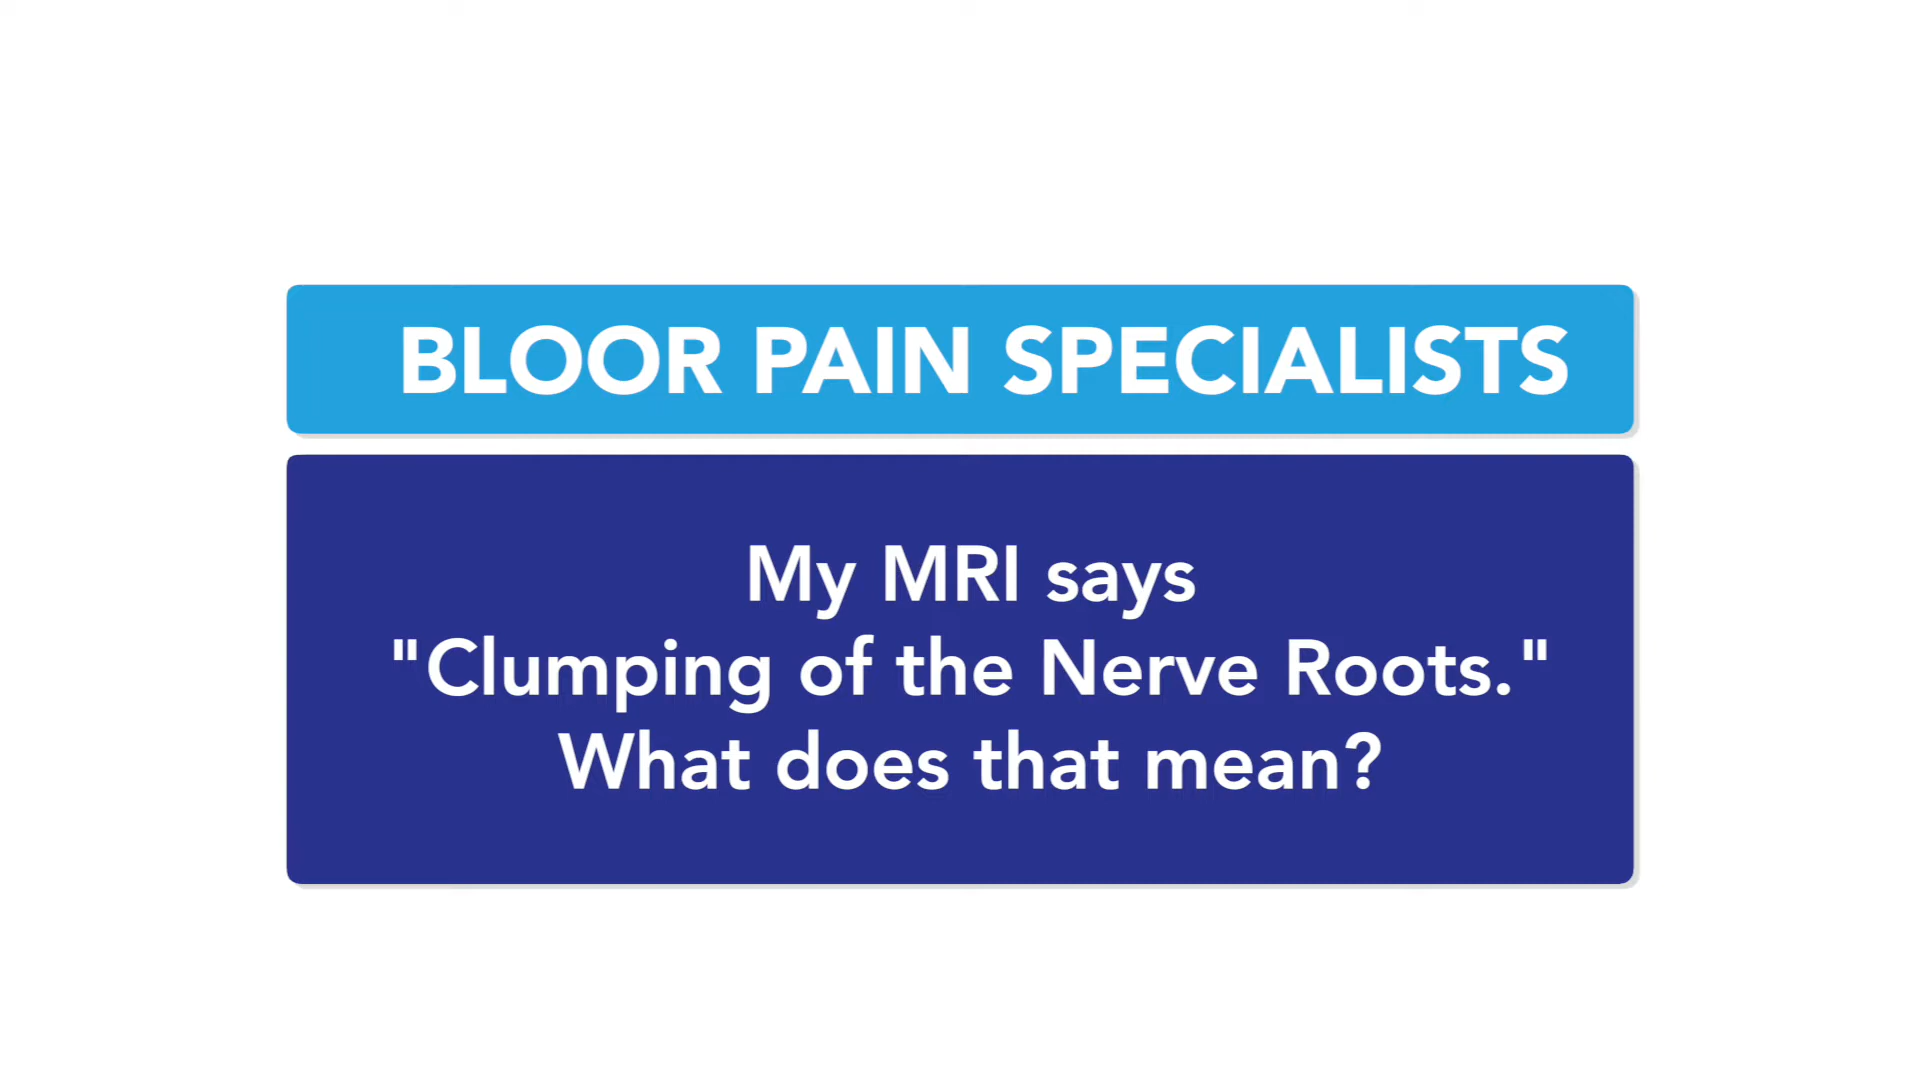 BLOOR PAIN SPECIALISTS
My MRI says
"Clumping of the Nerve Roots."
What does that mean?